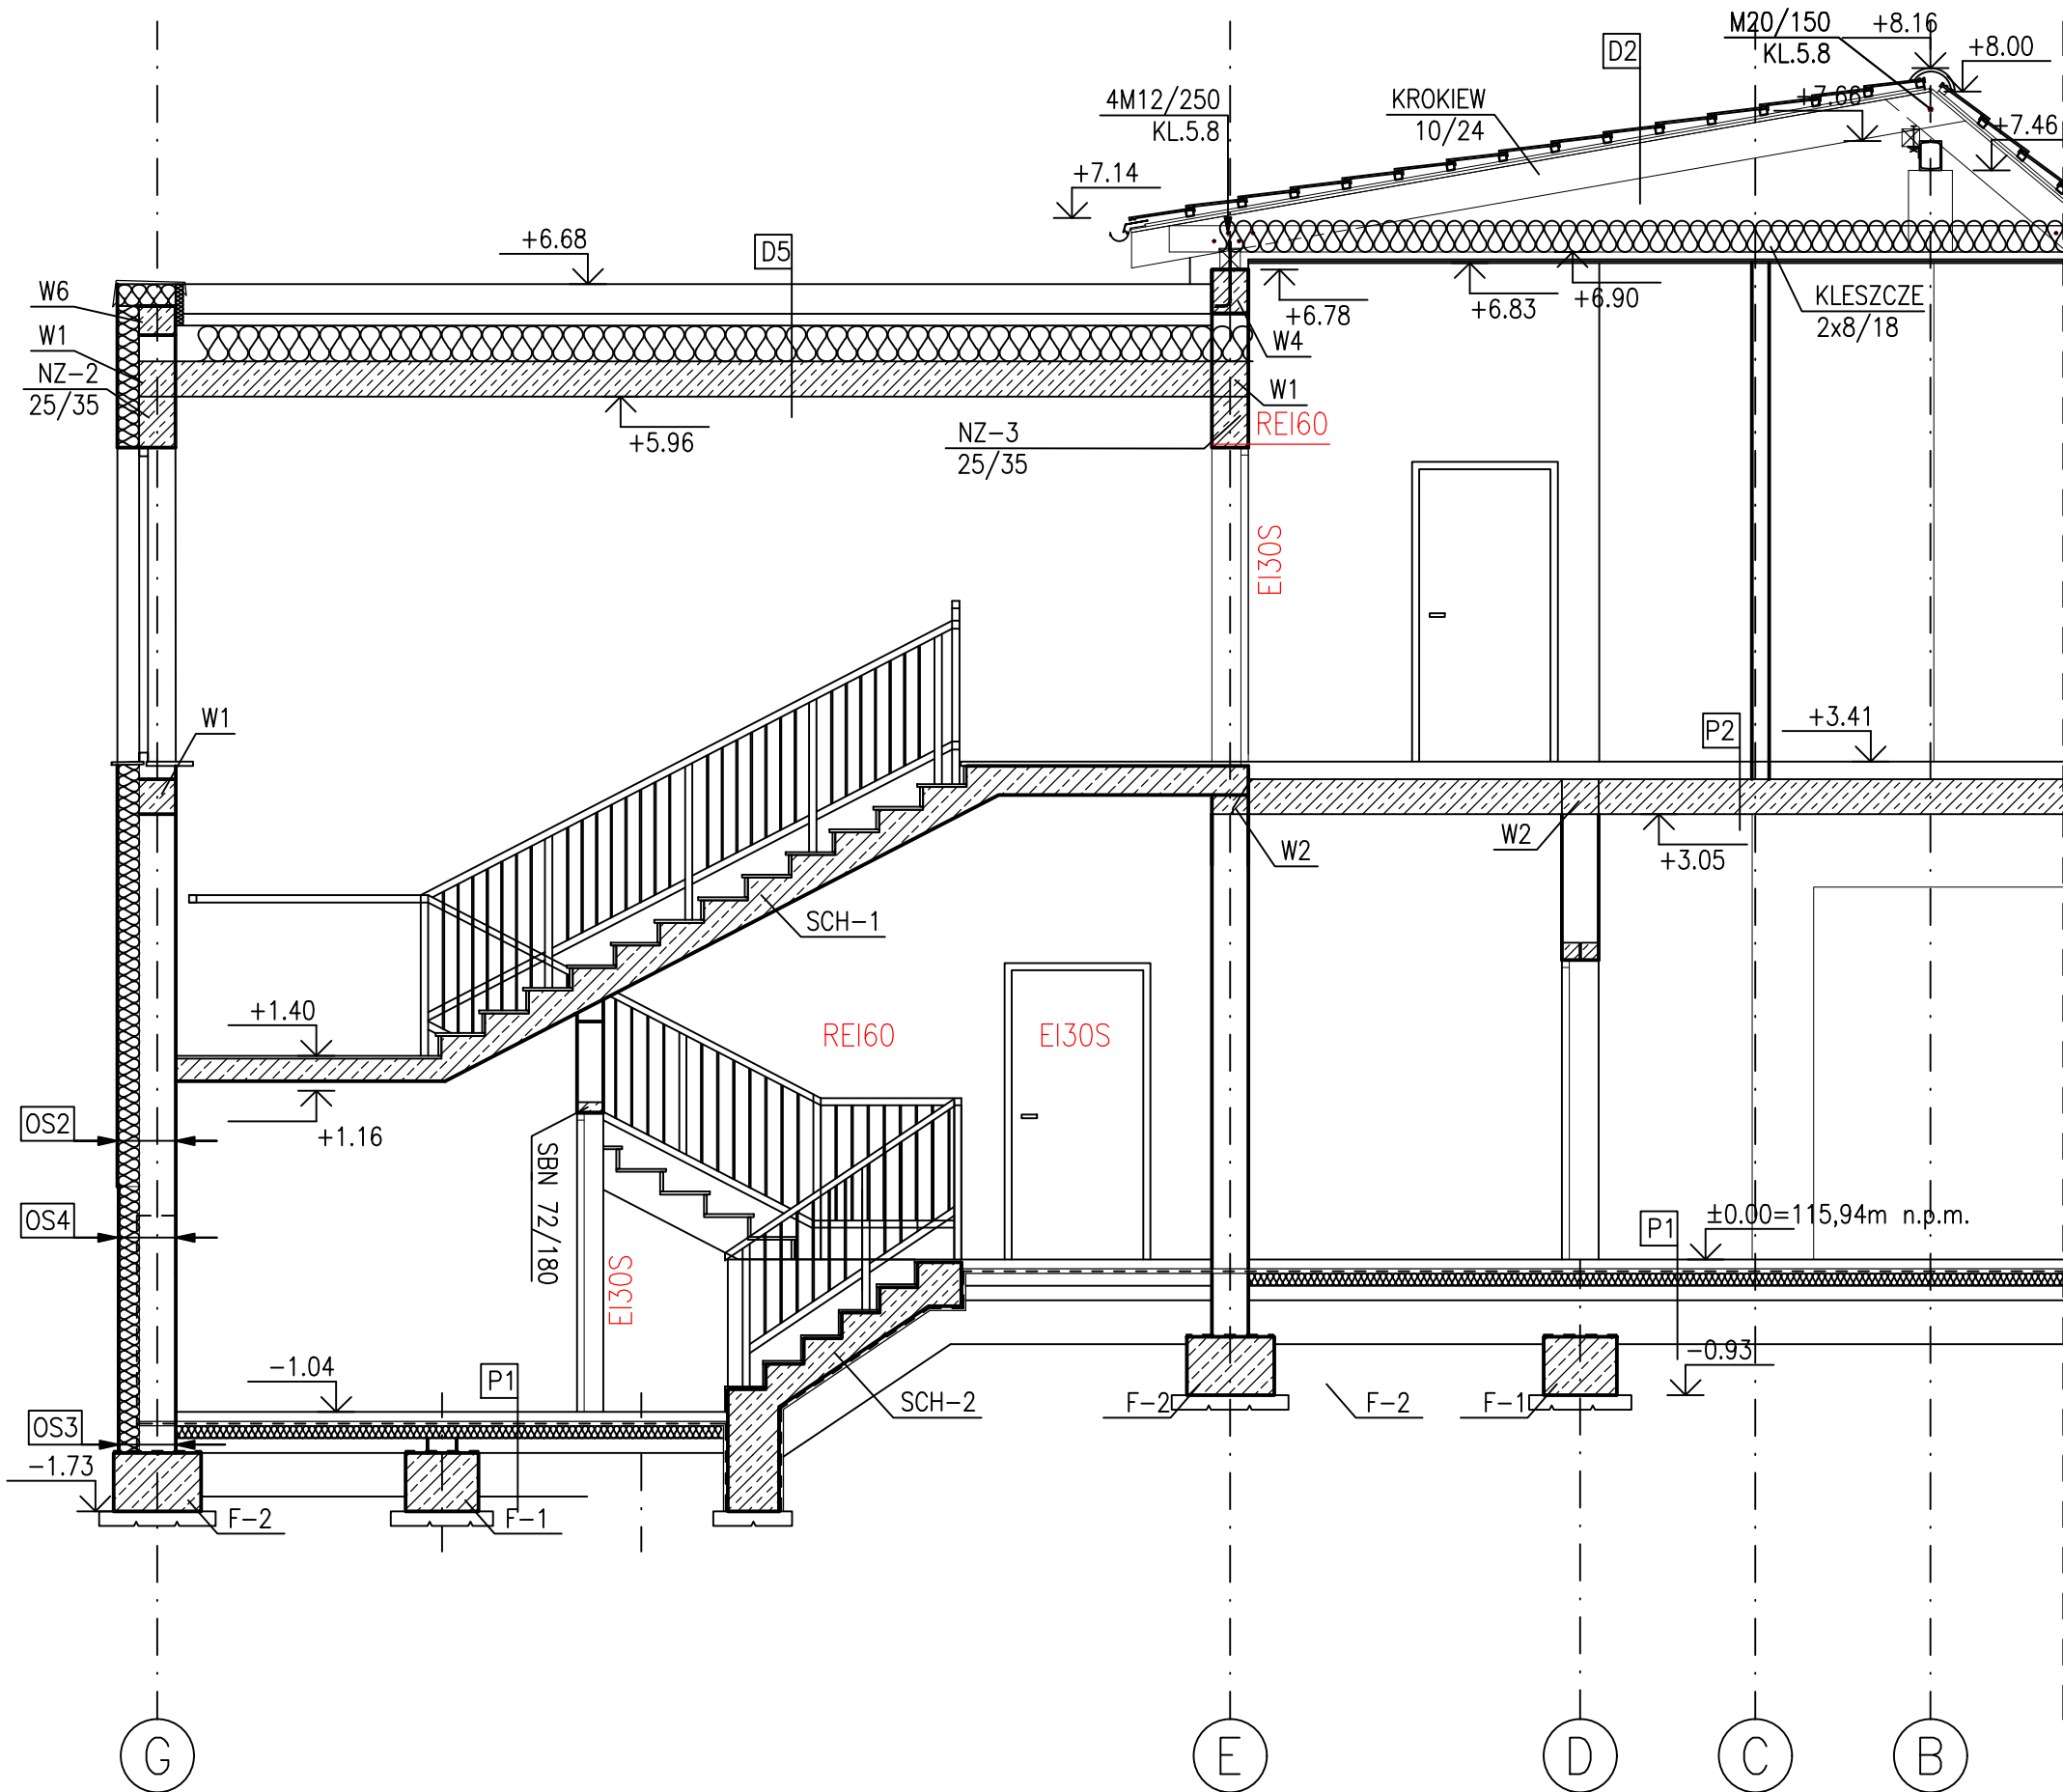 M20/150
KL.5.8
+8.16
+8.00
D2
4M12/250
KL.5.8
KROKIEW
10/24
+7.66
+7.46
+7.14
+6.68
D5
W6
W1
NZ-2
25/35
+6.78
+6.83
+6.90
KLESZCZE
2x8/18
W4
W1
+5.96
NZ-3
25/35
REI60
EI30S
W1
P2
+3.41
W2
W2
+3.05
SCH-1
+1.40
REI60
EI30S
+1.16
OS2
SBN 72/180
OS4
EI30S
±0.00=115,94m n.p.m.
P1
-1.04
P1
-0.93
SCH-2
F-2
F-2
F-1
OS3
-1.73
F-2
F-1
G
E
D
C
B